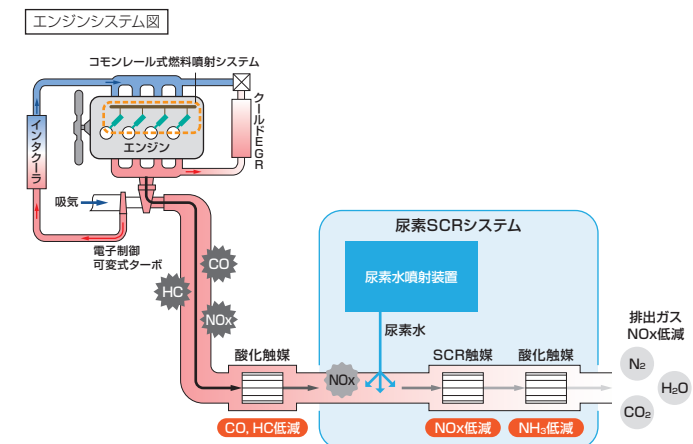 エンジンシステム図
コモンレール式燃料噴射システム
インタクーラ
エンジン
クールドEGR
吸気
電子制御
可変式ターボ
CO
HC
NOx
尿素SCRシステム
尿素水噴射装置
尿素水
酸化触媒
NOx
SCR触媒
酸化触媒
CO, HC低減
NOx低減
NH₃低減
排出ガス
NOx低減
N₂
H₂O
CO₂